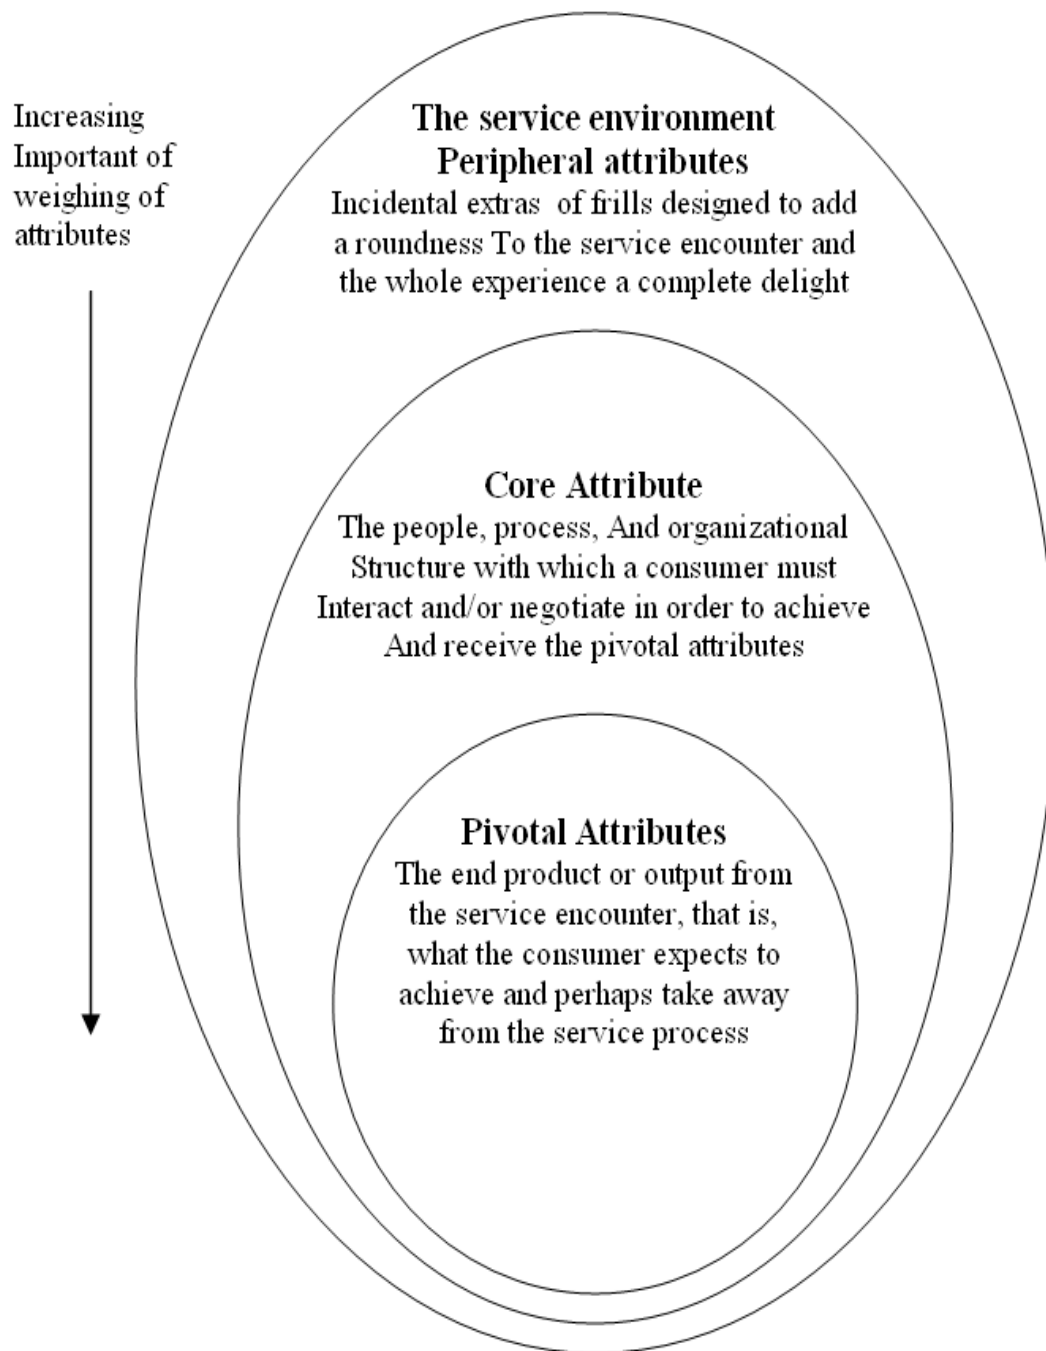 Increasing
Important of
weighing of
attributes
The service environment
Peripheral attributes
Incidental extras of frills designed to add
a roundness To the service encounter and
the whole experience a complete delight
Core Attribute
The people, process, And organizational
Structure with which a consumer must
Interact and/or negotiate in order to achieve
And receive the pivotal attributes
Pivotal Attributes
The end product or output from
the service encounter, that is,
what the consumer expects to
achieve and perhaps take away
from the service process